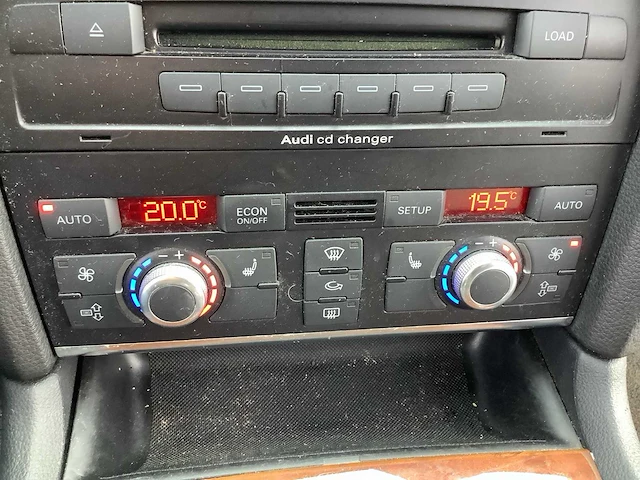 LOAD
Audi cd changer
AUTO
20.0°C
ECON
ON/OFF
SETUP
19.5°C
AUTO
- +
- +